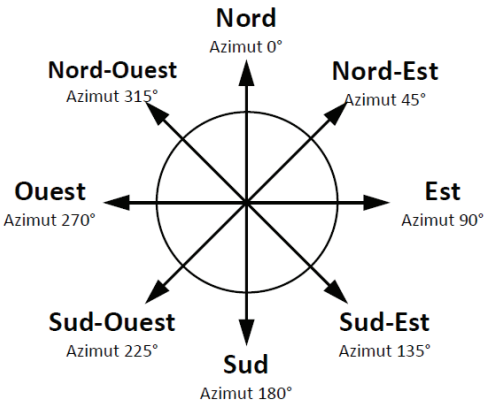 Nord
Azimut 0°
Nord-Ouest
Azimut 315°
Nord-Est
Azimut 45°
Ouest
Azimut 270°
Est
Azimut 90°
Sud-Ouest
Azimut 225°
Sud-Est
Azimut 135°
Sud
Azimut 180°